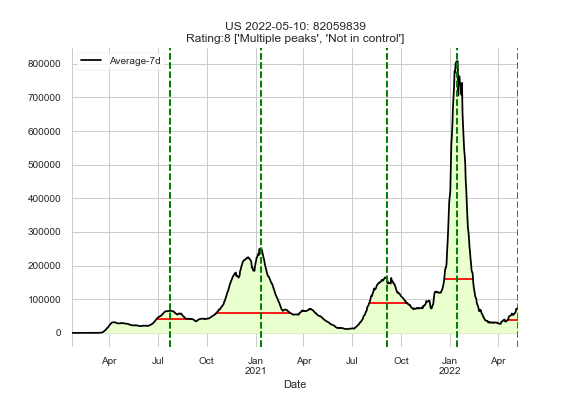 US 2022-05-10: 82059839
Rating:8 ['Multiple peaks', 'Not in control']
Average-7d
800000
700000
600000
500000
400000
300000
200000
100000
0
Apr Jul Oct Jan Apr Jul Oct Jan Apr
2021 2022
Date